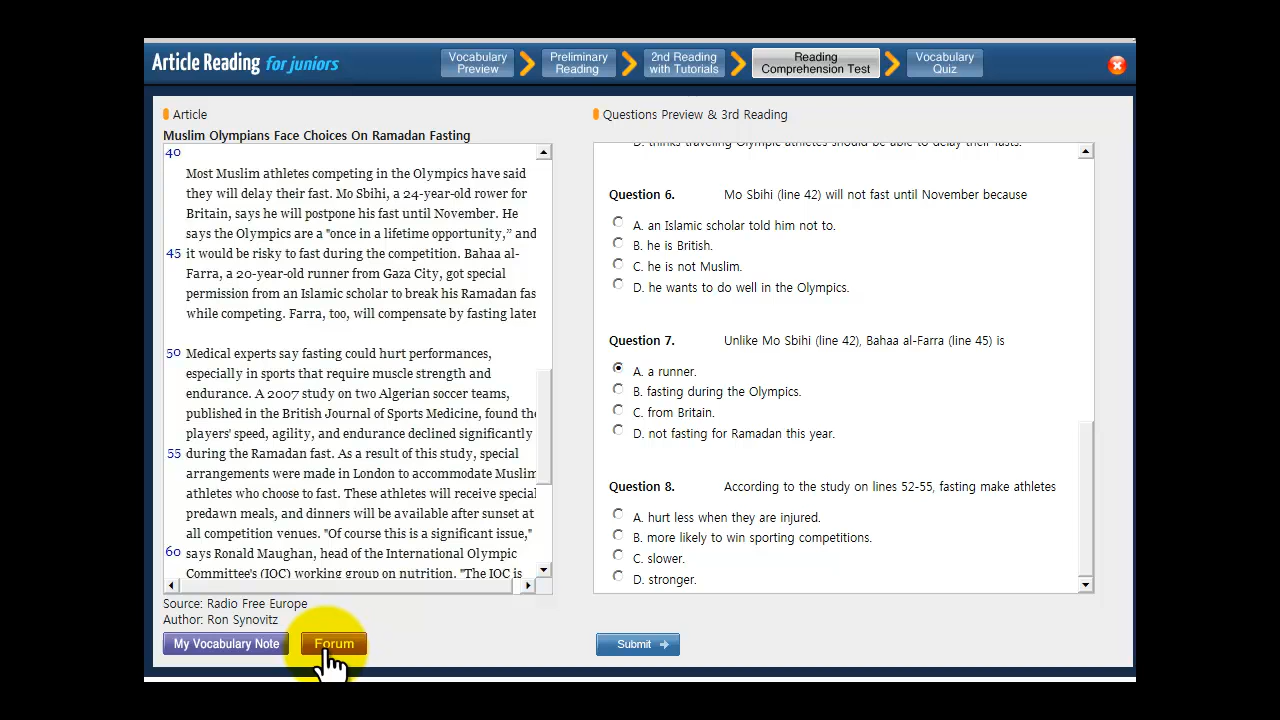 Article Reading for juniors
Vocabulary Preview
Preliminary Reading
2nd Reading with Tutorials
Reading Comprehension Test
Vocabulary Quiz
Article
Muslim Olympians Face Choices On Ramadan Fasting
40
Most Muslim athletes competing in the Olympics have said
they will delay their fast. Mo Sbihi, a 24-year-old rower for
Britain, says he will postpone his fast until November. He
says the Olympics are a "once in a lifetime opportunity,” and
45 it would be risky to fast during the competition. Bahaa al-
Farra, a 20-year-old runner from Gaza City, got special
permission from an Islamic scholar to break his Ramadan fas
while competing. Farra, too, will compensate by fasting later
50 Medical experts say fasting could hurt performances,
especially in sports that require muscle strength and
endurance. A 2007 study on two Algerian soccer teams,
published in the British Journal of Sports Medicine, found the
players' speed, agility, and endurance declined significantly
55 during the Ramadan fast. As a result of this study, special
arrangements were made in London to accommodate Muslim
athletes who choose to fast. These athletes will receive special
predawn meals, and dinners will be available after sunset at
all competition venues. "Of course this is a significant issue,"
60 says Ronald Maughan, head of the International Olympic
Committee's (IOC) working group on nutrition. "The IOC is
Source: Radio Free Europe
Author: Ron Synovitz
My Vocabulary Note
Forum
Questions Preview & 3rd Reading
D. thinks traveling Olympic athletes should be able to delay their fasts.
Question 6. Mo Sbihi (line 42) will not fast until November because
A. an Islamic scholar told him not to.
B. he is British.
C. he is not Muslim.
D. he wants to do well in the Olympics.
Question 7. Unlike Mo Sbihi (line 42), Bahaa al-Farra (line 45) is
A. a runner.
B. fasting during the Olympics.
C. from Britain.
D. not fasting for Ramadan this year.
Question 8. According to the study on lines 52-55, fasting make athletes
A. hurt less when they are injured.
B. more likely to win sporting competitions.
C. slower.
D. stronger.
Submit